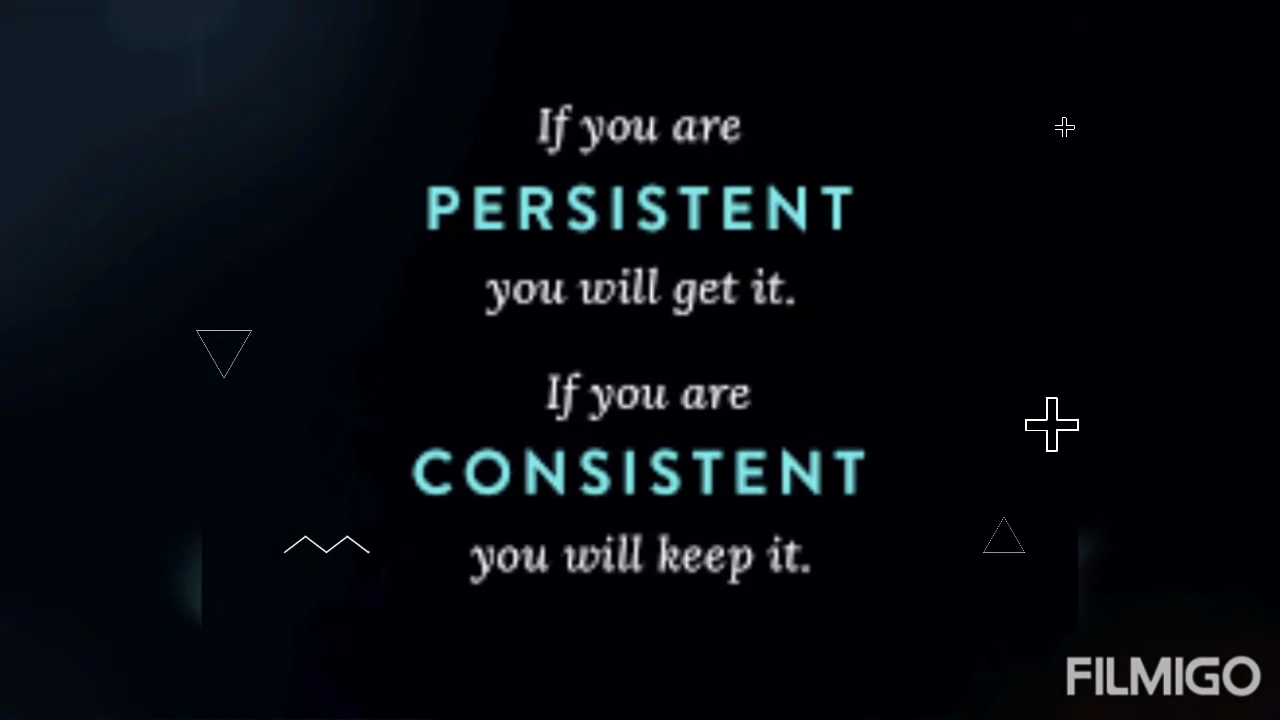 If you are
PERSISTENT
you will get it.
If you are
CONSISTENT
you will keep it.
FILMIGO